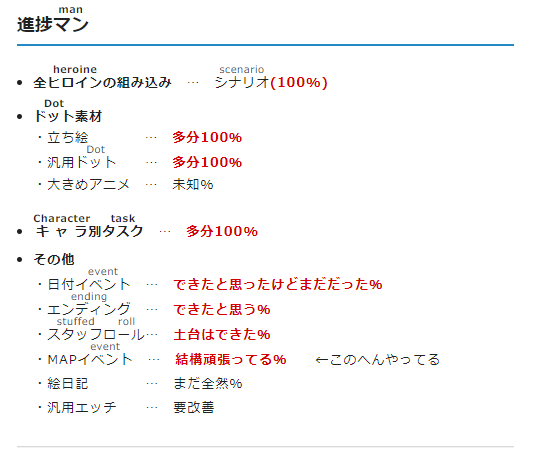 man
進捗マン
heroine scenario
・全ヒロインの組み込み … シナリオ(100%)
Dot
・ドット素材
・立ち絵 … 多分100%
Dot
・汎用ドット … 多分100%
・大きめアニメ … 未知%
Character task
・キャラ別タスク … 多分100%
・その他
event
・日付イベント … できたと思ったけどまだだった%
ending
・エンディング … できたと思う%
stuffed roll
・スタッフロール… 土台はできた%
event
・MAPイベント … 結構頑張ってる% ←このへんやってる
・絵日記 … まだ全然%
・汎用エッチ … 要改善